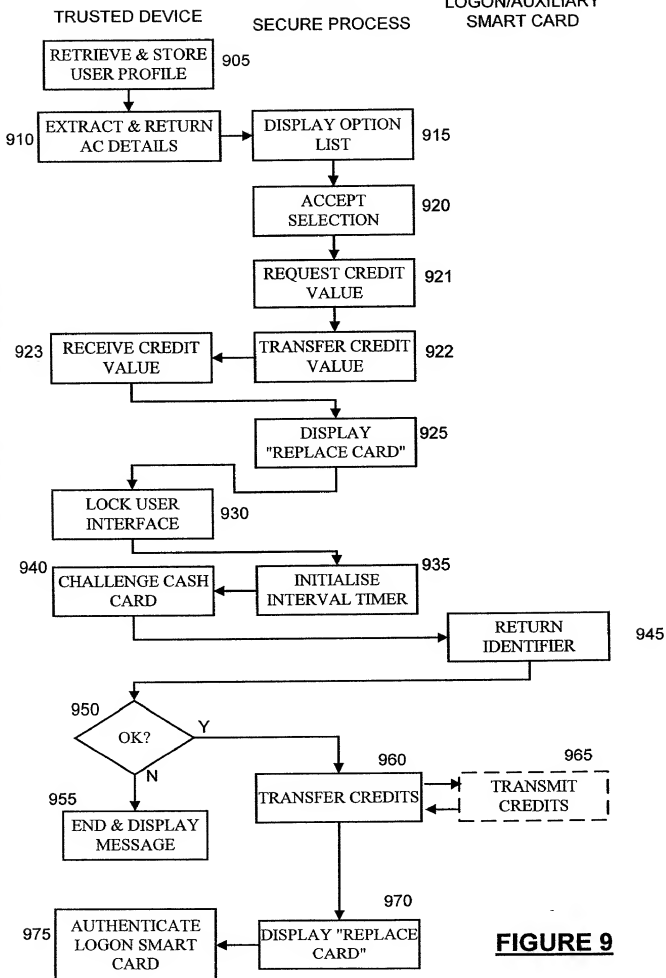 TRUSTED DEVICE
SECURE PROCESS
LOGON/AUXILIARY
SMART CARD
RETRIEVE & STORE
USER PROFILE
905
910
EXTRACT & RETURN
AC DETAILS
DISPLAY OPTION
LIST
915
ACCEPT
SELECTION
920
REQUEST CREDIT
VALUE
921
923
RECEIVE CREDIT
VALUE
TRANSFER CREDIT
VALUE
922
DISPLAY
"REPLACE CARD"
925
LOCK USER
INTERFACE
930
940
CHALLENGE CASH
CARD
INITIALISE
INTERVAL TIMER
935
RETURN
IDENTIFIER
945
950
OK?
Y
N
955
END & DISPLAY
MESSAGE
960
TRANSFER CREDITS
965
TRANSMIT
CREDITS
970
DISPLAY "REPLACE
CARD"
975
AUTHENTICATE
LOGON SMART
CARD
FIGURE 9